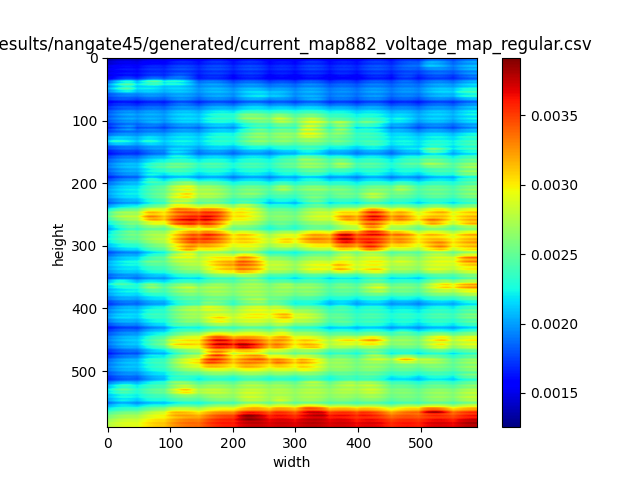 esults/nangate45/generated/current_map882_voltage_map_regular.csv
0
100
200
300
400
500
height
0 100 200 300 400 500
width
0.0035
0.0030
0.0025
0.0020
0.0015